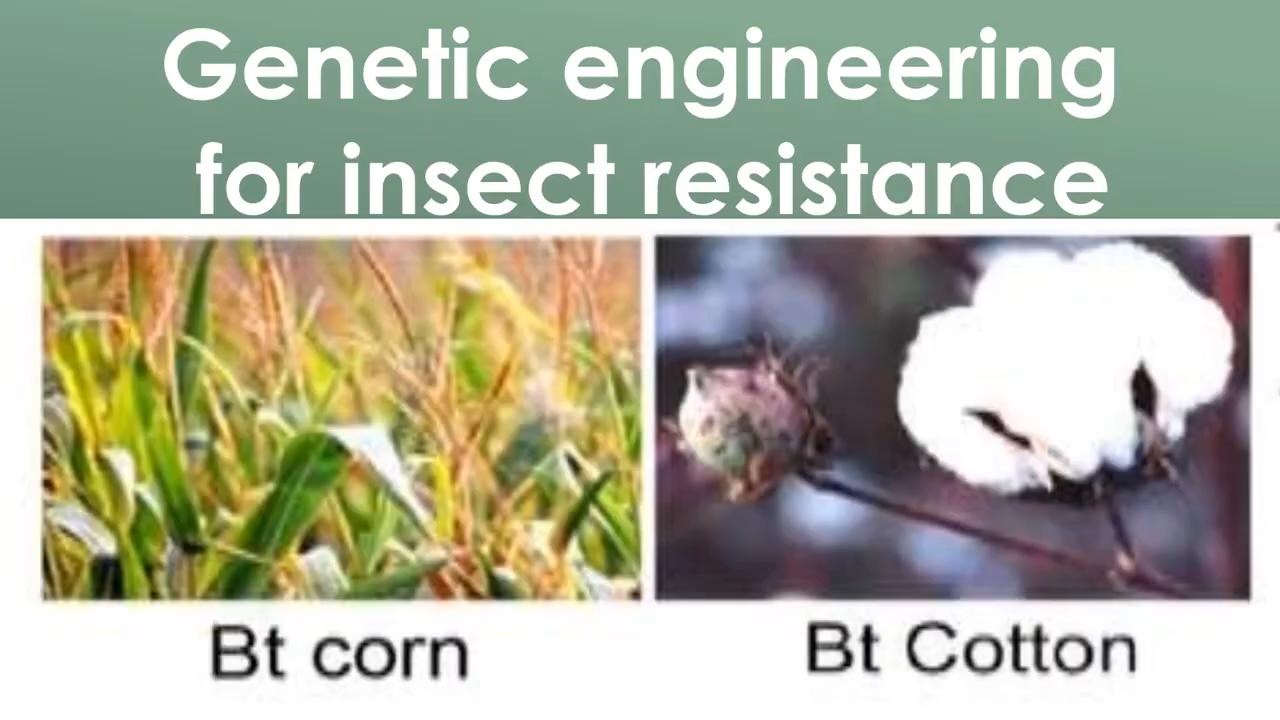 Genetic engineering
for insect resistance
Bt corn
Bt Cotton